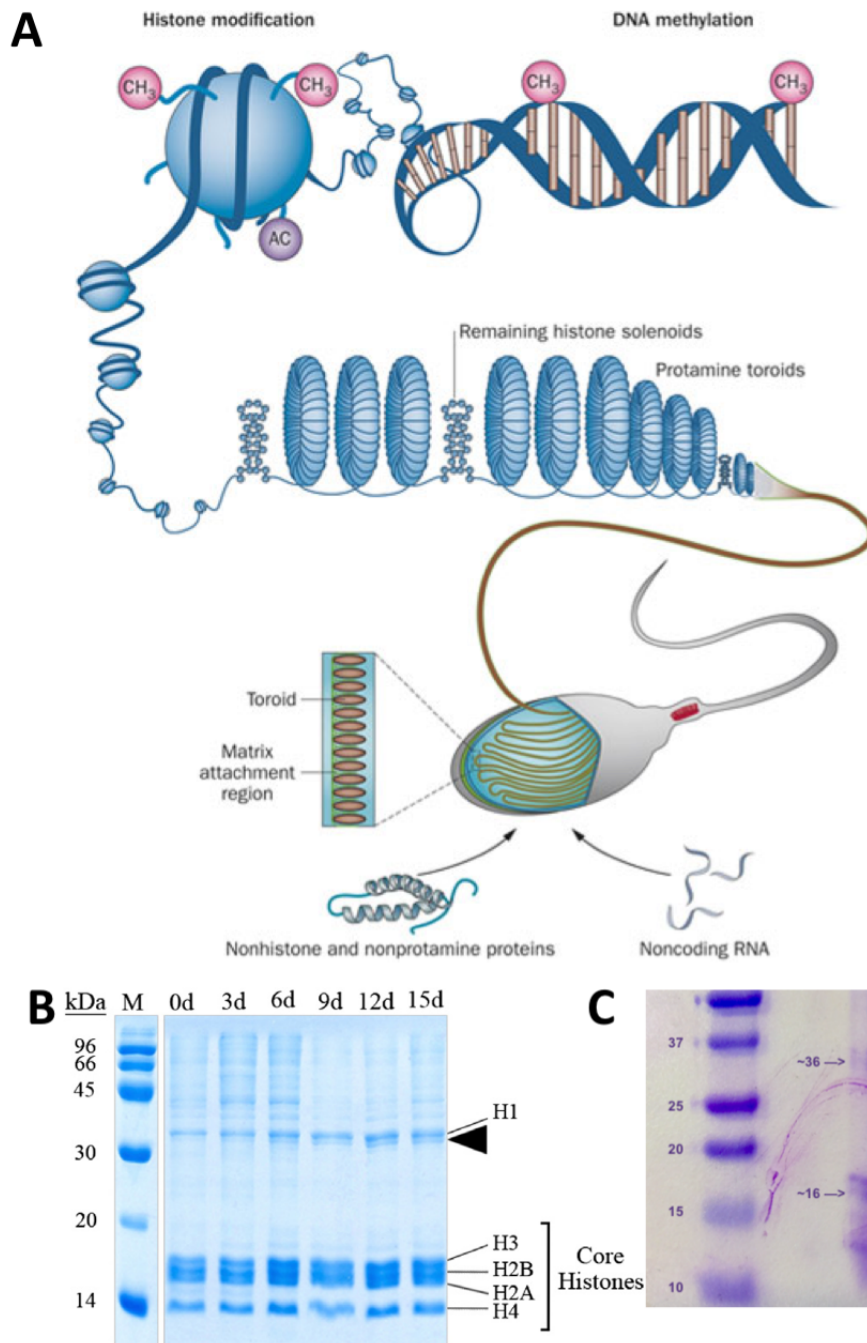 A
Histone modification
DNA methylation
CH3
CH3
CH3
CH3
AC
Remaining histone solenoids
Protamine toroids
Toroid
Matrix
attachment
region
Nonhistone and nonprotamine proteins
Noncoding RNA
B
kDa M 0d 3d 6d 9d 12d 15d
96
66
45
30
20
14
H1
H3
H2B
H2A
H4
Core
Histones
C
37
25
20
15
10
~36
~16